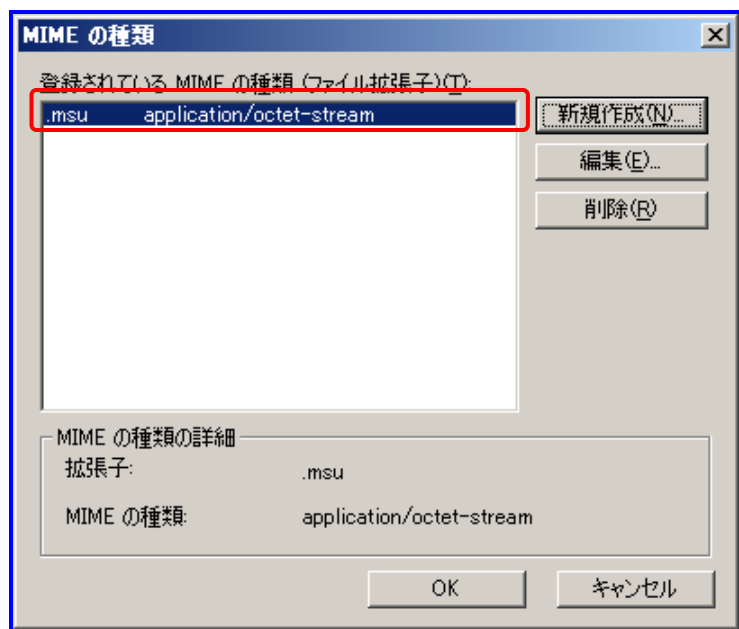 MIME の種類
登録されている MIME の種類 (ファイル拡張子)(T):
.msu application/octet-stream
新規作成(N)...
編集(E)...
削除(R)
MIME の種類の詳細
拡張子: .msu
MIME の種類: application/octet-stream
OK キャンセル